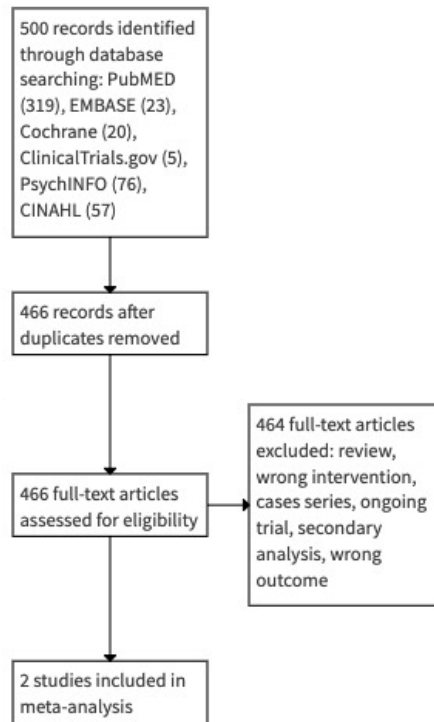 500 records identified
through database
searching: PubMED
(319), EMBASE (23),
Cochrane (20),
ClinicalTrials.gov (5),
PsychINFO (76),
CINAHL (57)
466 records after
duplicates removed
464 full-text articles
excluded: review,
wrong intervention,
cases series, ongoing
trial, secondary
analysis, wrong
outcome
466 full-text articles
assessed for eligibility
2 studies included in
meta-analysis